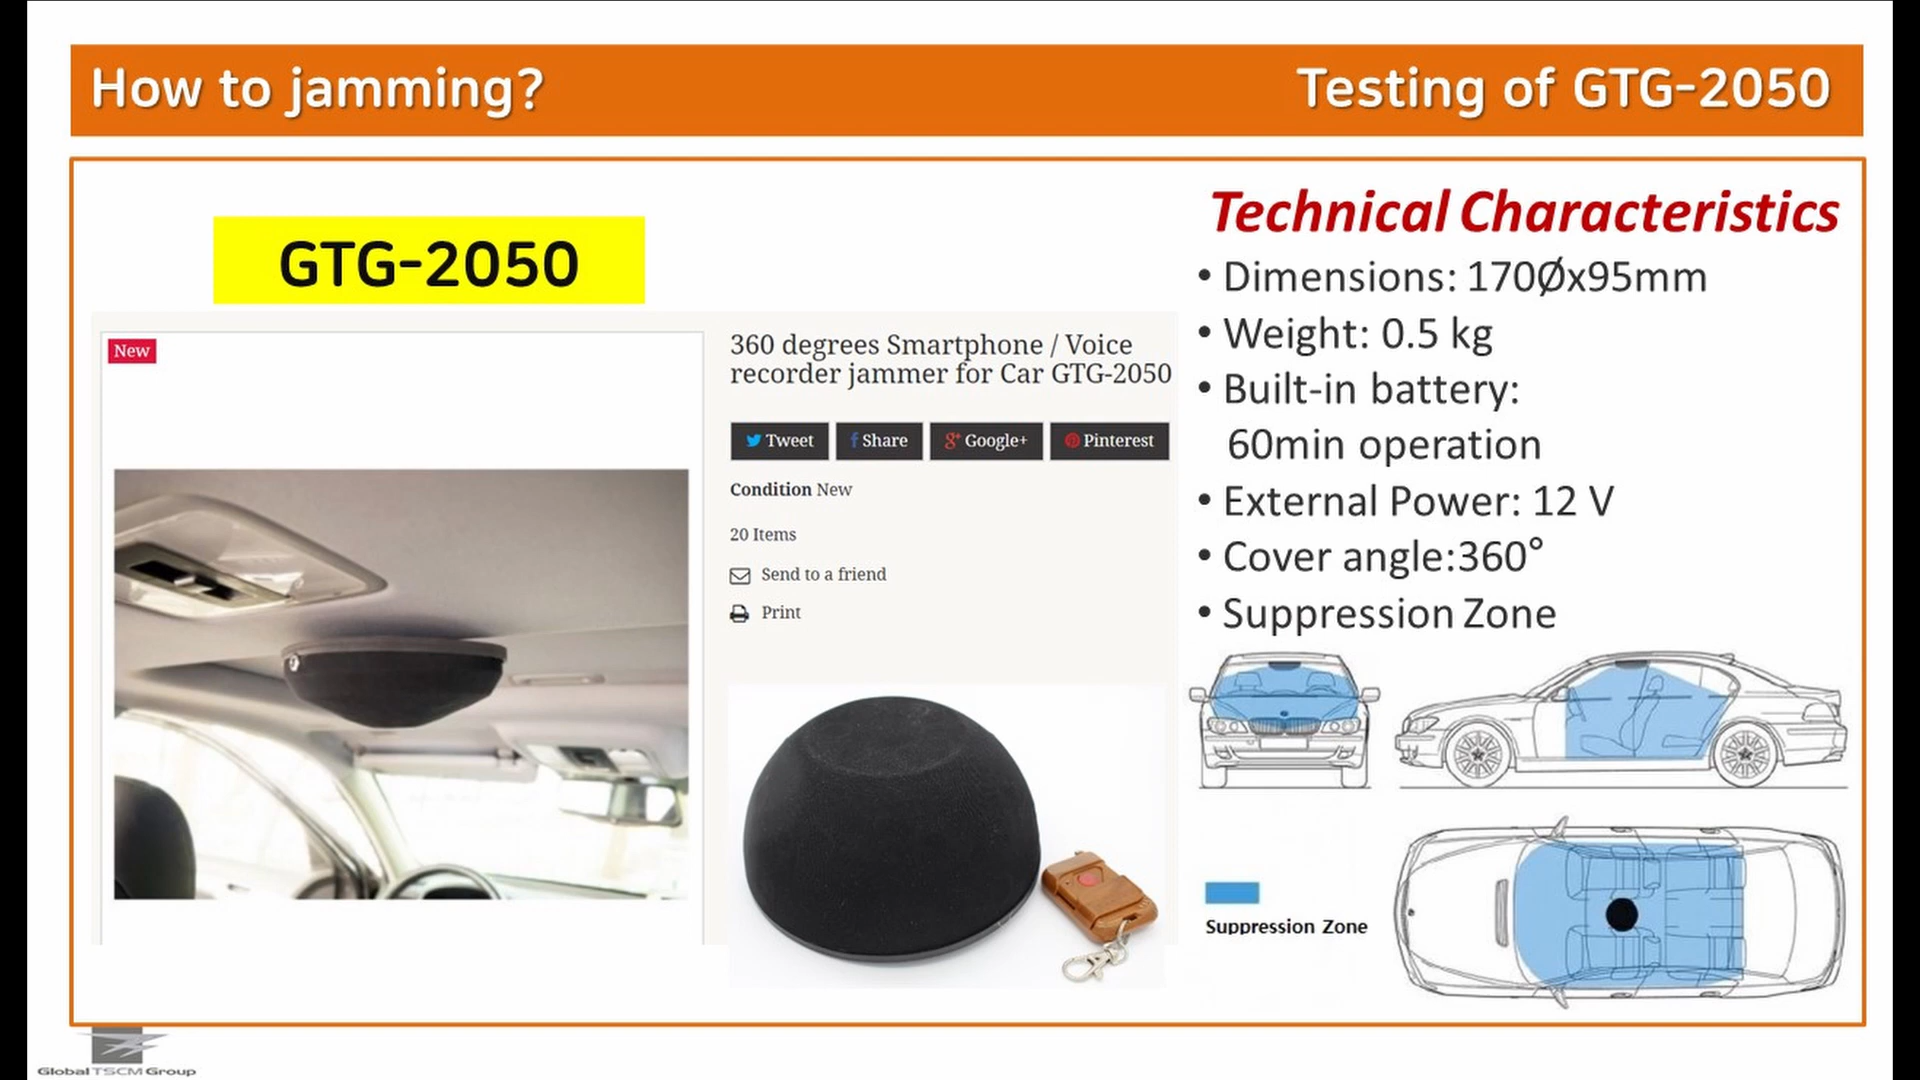 How to jamming?
Testing of GTG-2050
GTG-2050
New
360 degrees Smartphone / Voice
recorder jammer for Car GTG-2050
Tweet
Share
Google+
Pinterest
Condition New
20 Items
Send to a friend
Print
Technical Characteristics
• Dimensions: 170Øx95mm
• Weight: 0.5 kg
• Built-in battery:
60min operation
• External Power: 12 V
• Cover angle:360°
• Suppression Zone
Suppression Zone
Global TSCM Group